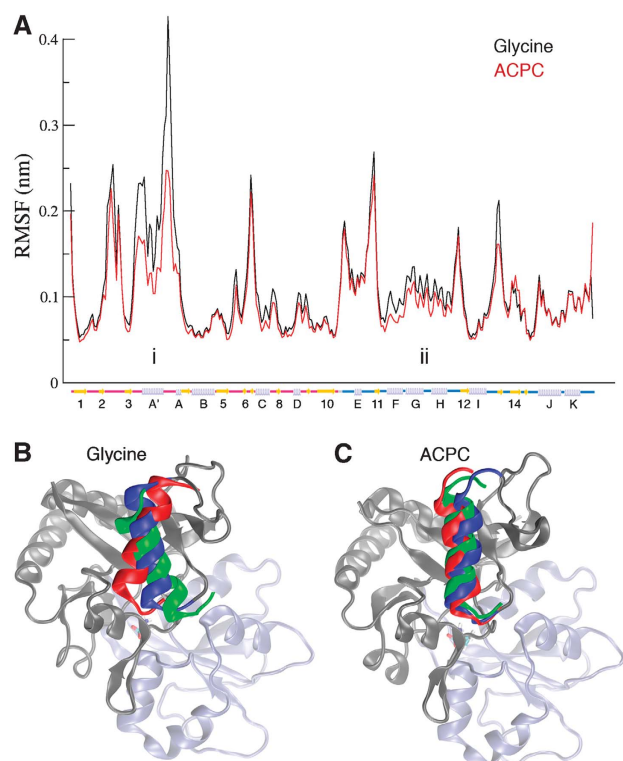 A
Glycine
ACPC
0.4
0.3
0.2
0.1
0
RMSF (nm)
i
ii
1 2 3 A' A B 5 6 C 8 D 10 E 11 F G H 12 I 14 J K
B
Glycine
C
ACPC